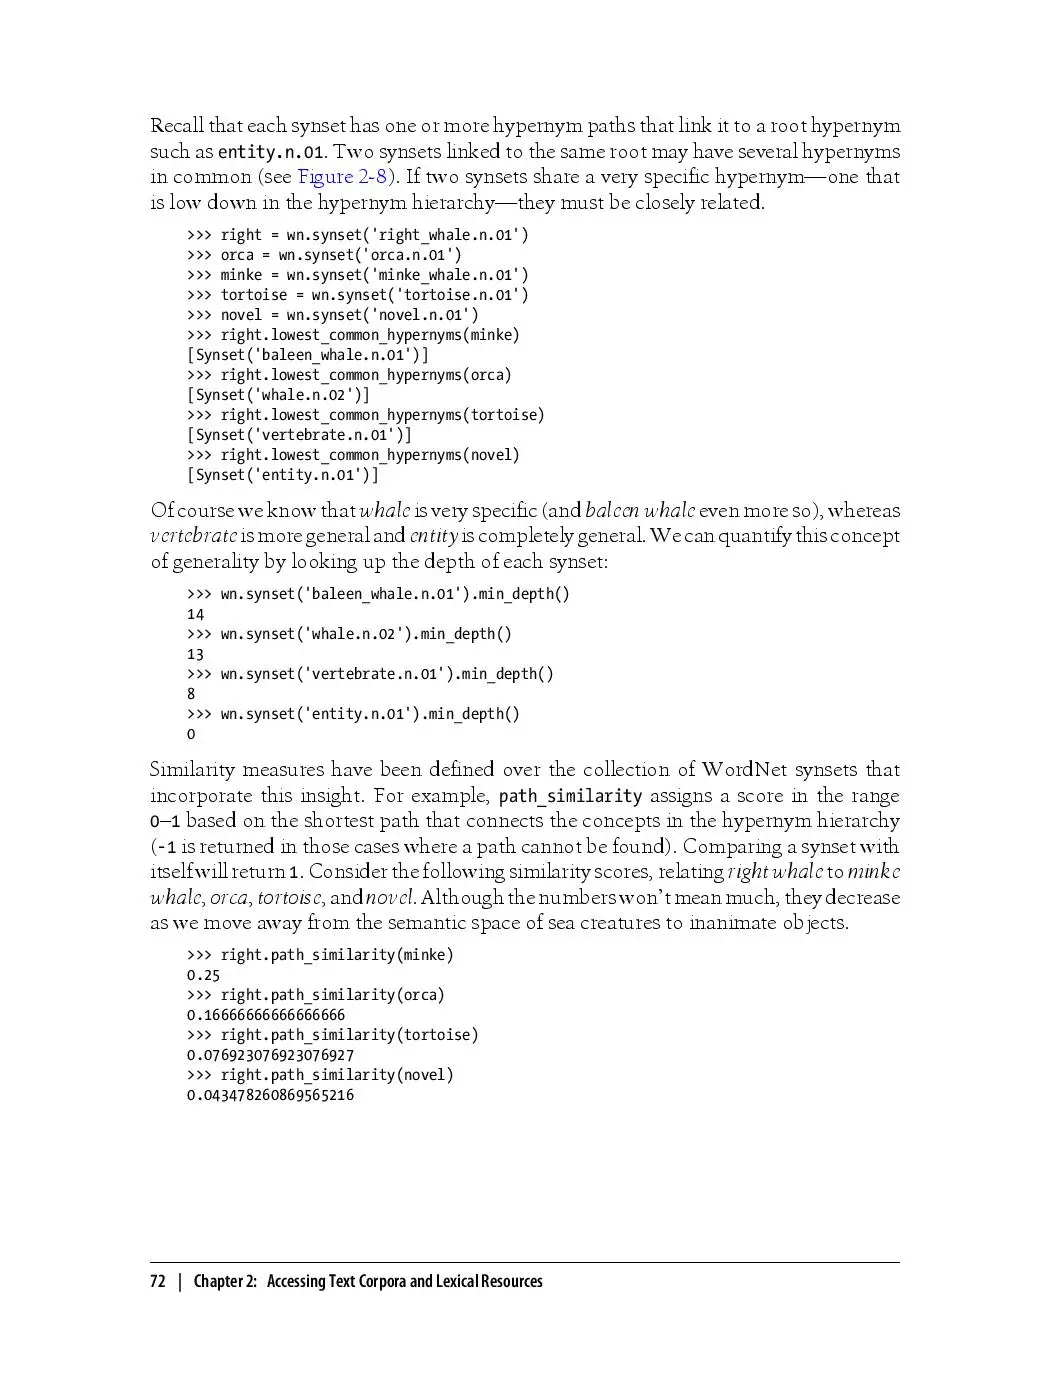 Recall that each synset has one or more hypernym paths that link it to a root hypernym
such as entity.n.01. Two synsets linked to the same root may have several hypernyms
in common (see Figure 2-8). If two synsets share a very specific hypernym—one that
is low down in the hypernym hierarchy—they must be closely related.
>>> right = wn.synset('right_whale.n.01')
>>> orca = wn.synset('orca.n.01')
>>> minke = wn.synset('minke_whale.n.01')
>>> tortoise = wn.synset('tortoise.n.01')
>>> novel = wn.synset('novel.n.01')
>>> right.lowest_common_hypernyms(minke)
[Synset('baleen_whale.n.01')]
>>> right.lowest_common_hypernyms(orca)
[Synset('whale.n.02')]
>>> right.lowest_common_hypernyms(tortoise)
[Synset('vertebrate.n.01')]
>>> right.lowest_common_hypernyms(novel)
[Synset('entity.n.01')]
Of course we know that whale is very specific (and baleen whale even more so), whereas
vertebrate is more general and entity is completely general. We can quantify this concept
of generality by looking up the depth of each synset:
>>> wn.synset('baleen_whale.n.01').min_depth()
14
>>> wn.synset('whale.n.02').min_depth()
13
>>> wn.synset('vertebrate.n.01').min_depth()
8
>>> wn.synset('entity.n.01').min_depth()
0
Similarity measures have been defined over the collection of WordNet synsets that
incorporate this insight. For example, path_similarity assigns a score in the range
0–1 based on the shortest path that connects the concepts in the hypernym hierarchy
(-1 is returned in those cases where a path cannot be found). Comparing a synset with
itself will return 1. Consider the following similarity scores, relating right whale to minke
whale, orca, tortoise, and novel. Although the numbers won't mean much, they decrease
as we move away from the semantic space of sea creatures to inanimate objects.
>>> right.path_similarity(minke)
0.25
>>> right.path_similarity(orca)
0.16666666666666666
>>> right.path_similarity(tortoise)
0.076923076923076927
>>> right.path_similarity(novel)
0.043478260869565216
72 | Chapter 2: Accessing Text Corpora and Lexical Resources